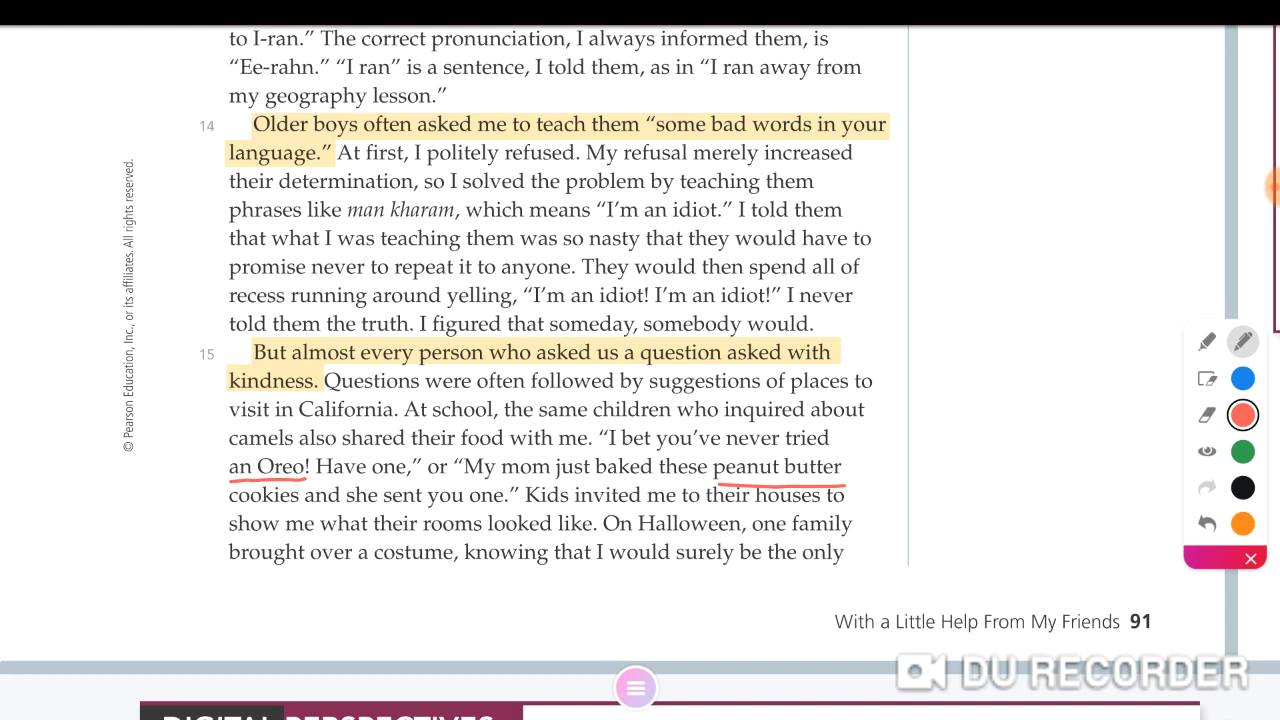 to I-ran.” The correct pronunciation, I always informed them, is
“Ee-rahn.” “I ran” is a sentence, I told them, as in “I ran away from
my geography lesson.”
14 Older boys often asked me to teach them “some bad words in your
language.” At first, I politely refused. My refusal merely increased
their determination, so I solved the problem by teaching them
phrases like man kharam, which means “I’m an idiot.” I told them
that what I was teaching them was so nasty that they would have to
promise never to repeat it to anyone. They would then spend all of
recess running around yelling, “I’m an idiot! I’m an idiot!” I never
told them the truth. I figured that someday, somebody would.
15 But almost every person who asked us a question asked with
kindness. Questions were often followed by suggestions of places to
visit in California. At school, the same children who inquired about
camels also shared their food with me. “I bet you’ve never tried
an Oreo! Have one,” or “My mom just baked these peanut butter
cookies and she sent you one.” Kids invited me to their houses to
show me what their rooms looked like. On Halloween, one family
brought over a costume, knowing that I would surely be the only
© Pearson Education, Inc., or its affiliates. All rights reserved.
With a Little Help From My Friends 91
DU RECORDER
DIGITAL PERSPECTIVES